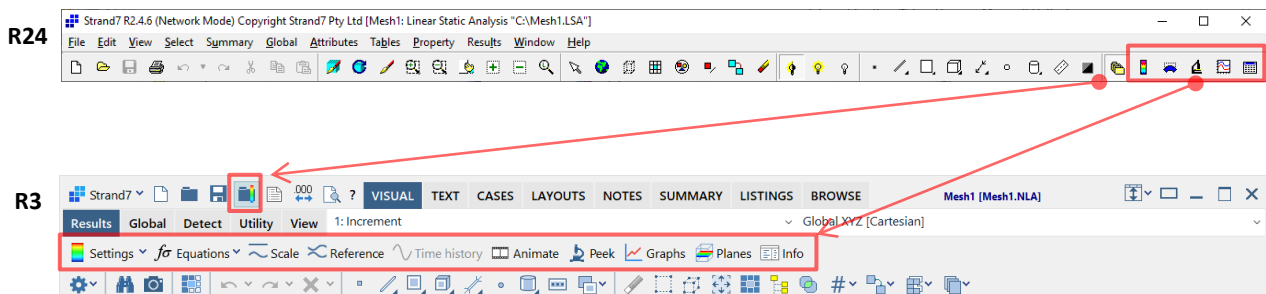 R24
Strand7 R2.4.6 (Network Mode) Copyright Strand7 Pty Ltd [Mesh1: Linear Static Analysis "C:\Mesh1.LSA"]
File Edit View Select Summary Global Attributes Tables Property Results Window Help
R3
Strand7 .000 ? VISUAL TEXT CASES LAYOUTS NOTES SUMMARY LISTINGS BROWSE Mesh1 [Mesh1.NLA]
Results Global Detect Utility View 1: Increment Global XYZ [Cartesian]
Settings fσ Equations Scale Reference Time history Animate Peek Graphs Planes Info
#